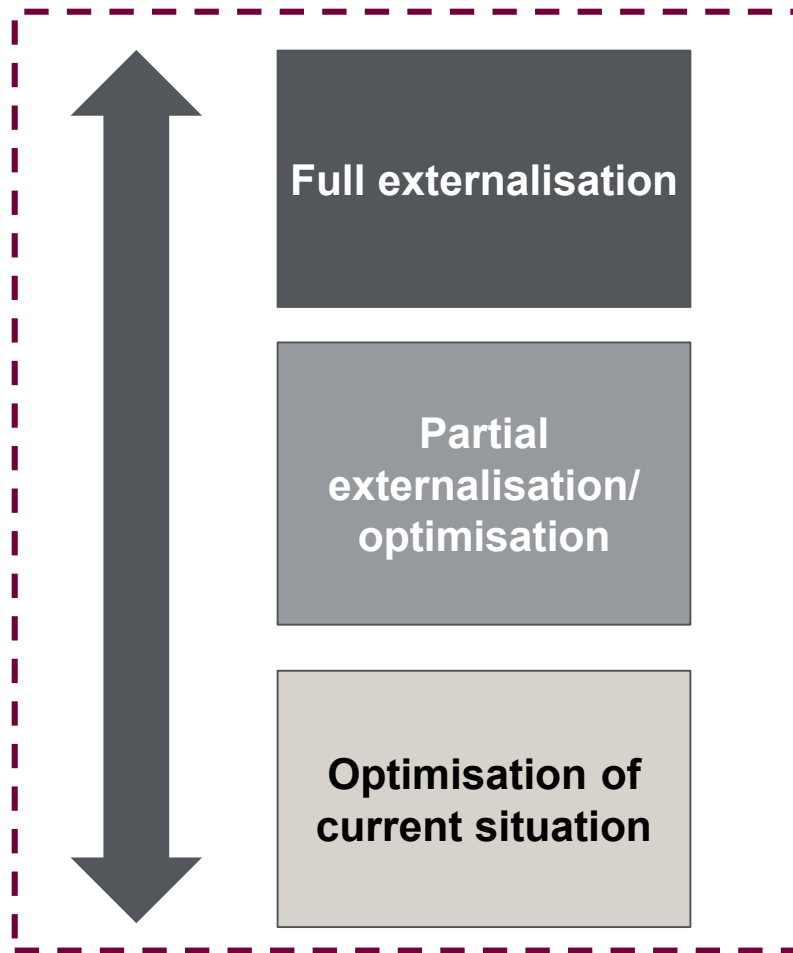 Full externalisation
Partial
externalisation/
optimisation
Optimisation of
current situation